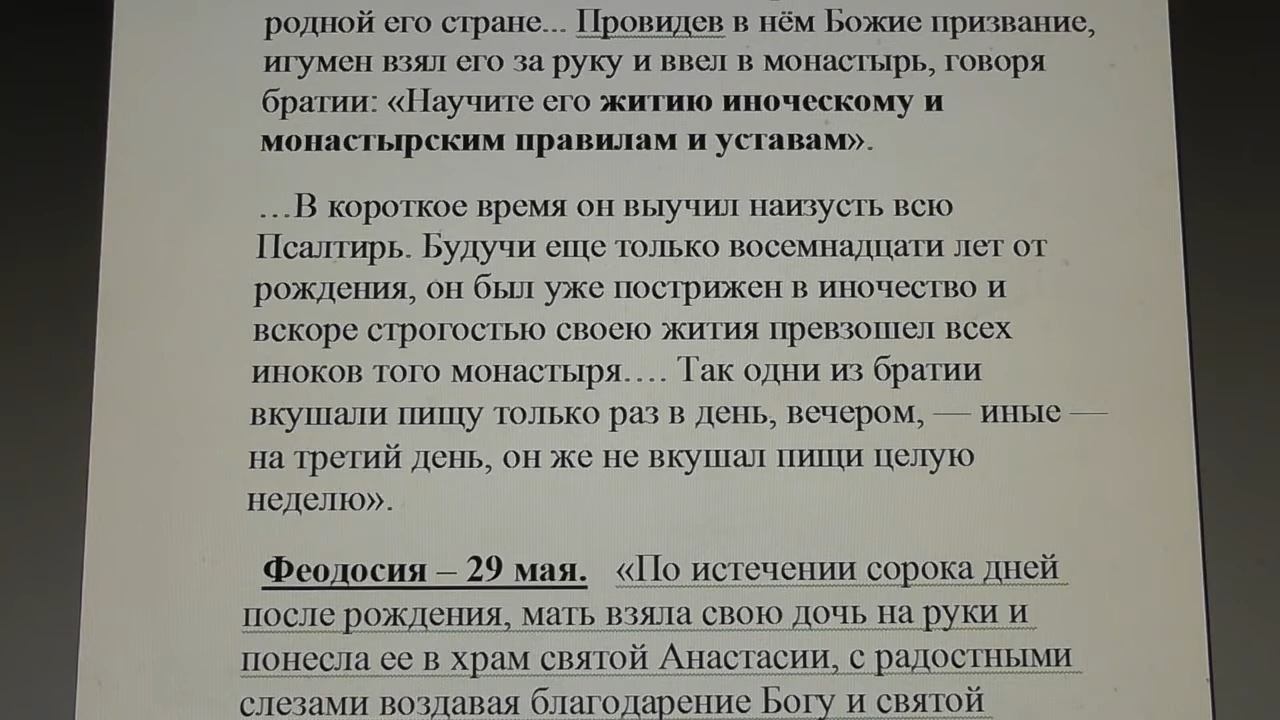 родной его стране... Провидев в нём Божие призвание,
игумен взял его за руку и ввел в монастырь, говоря
братии: «Научите его житию иноческому и
монастырским правилам и уставам».
…В короткое время он выучил наизусть всю
Псалтирь. Будучи еще только восемнадцати лет от
рождения, он был уже пострижен в иночество и
вскоре строгостью своею жития превзошел всех
иноков того монастыря…. Так одни из братии
вкушали пищу только раз в день, вечером, — иные —
на третий день, он же не вкушал пищи целую
неделю».
Феодосия – 29 мая. «По истечении сорока дней
после рождения, мать взяла свою дочь на руки и
понесла ее в храм святой Анастасии, с радостными
слезами воздавая благодарение Богу и святой